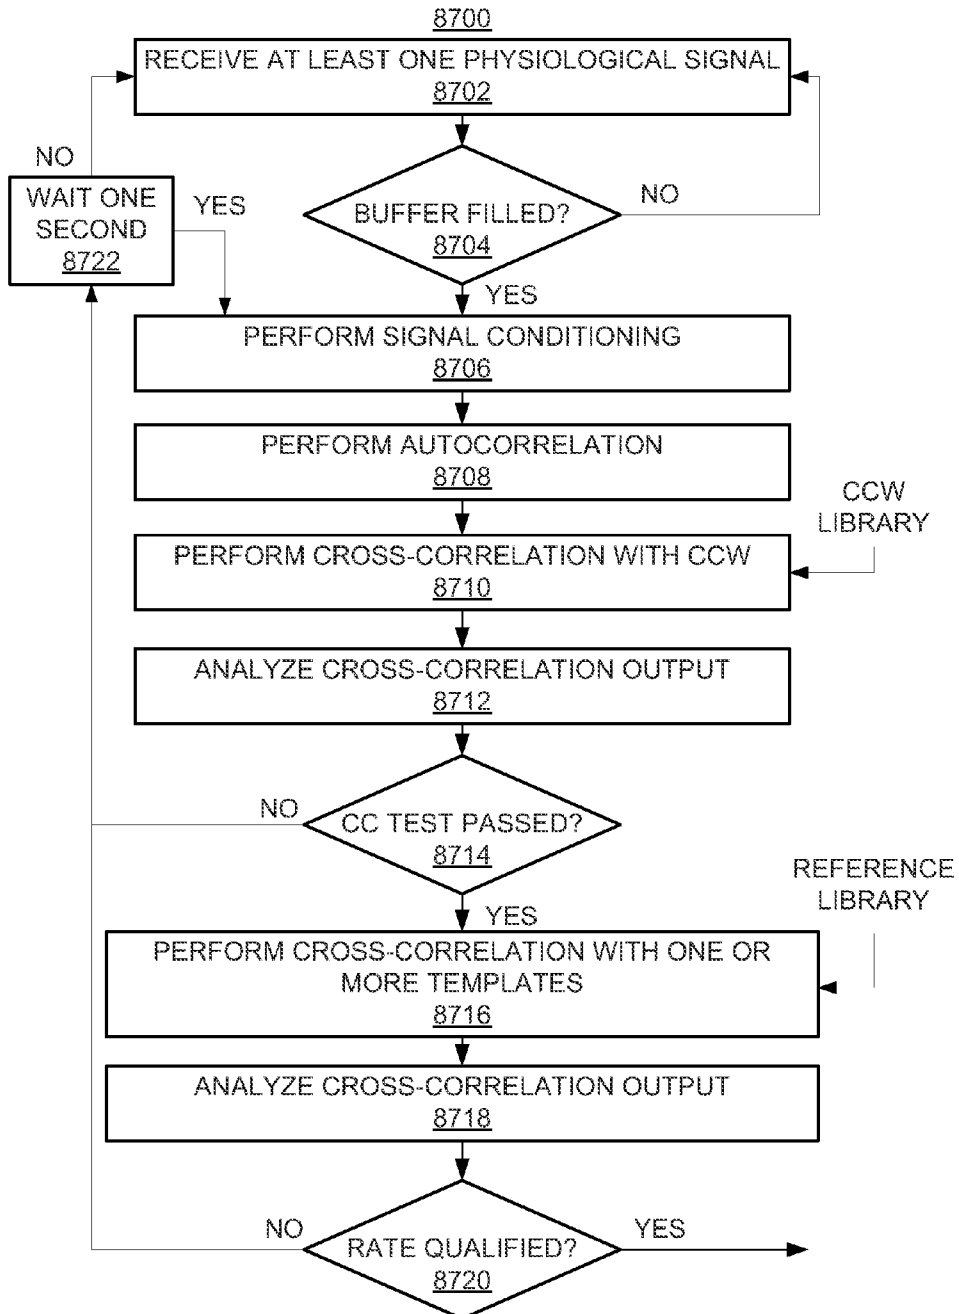 8700
RECEIVE AT LEAST ONE PHYSIOLOGICAL SIGNAL
8702
NO
WAIT ONE
SECOND
8722
YES
BUFFER FILLED?
8704
NO
YES
PERFORM SIGNAL CONDITIONING
8706
PERFORM AUTOCORRELATION
8708
CCW
LIBRARY
PERFORM CROSS-CORRELATION WITH CCW
8710
ANALYZE CROSS-CORRELATION OUTPUT
8712
NO
CC TEST PASSED?
8714
YES
REFERENCE
LIBRARY
PERFORM CROSS-CORRELATION WITH ONE OR
MORE TEMPLATES
8716
ANALYZE CROSS-CORRELATION OUTPUT
8718
NO
RATE QUALIFIED?
8720
YES